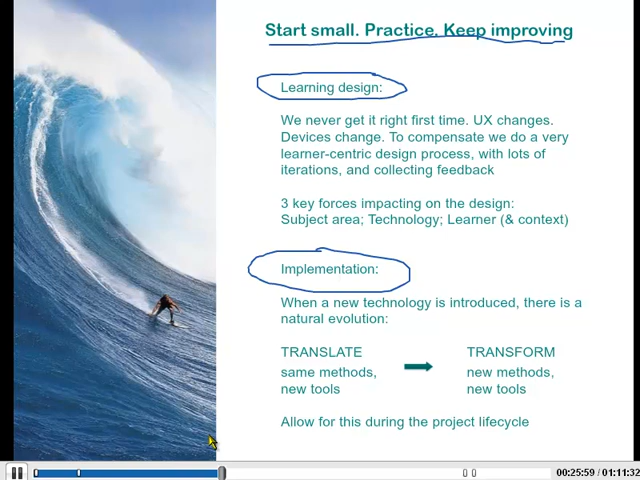 Start small. Practice. Keep improving
Learning design:
We never get it right first time. UX changes.
Devices change. To compensate we do a very
learner-centric design process, with lots of
iterations, and collecting feedback
3 key forces impacting on the design:
Subject area; Technology; Learner (& context)
Implementation:
When a new technology is introduced, there is a
natural evolution:
TRANSLATE
same methods,
new tools
TRANSFORM
new methods,
new tools
Allow for this during the project lifecycle
00:25:59 / 01:11:32